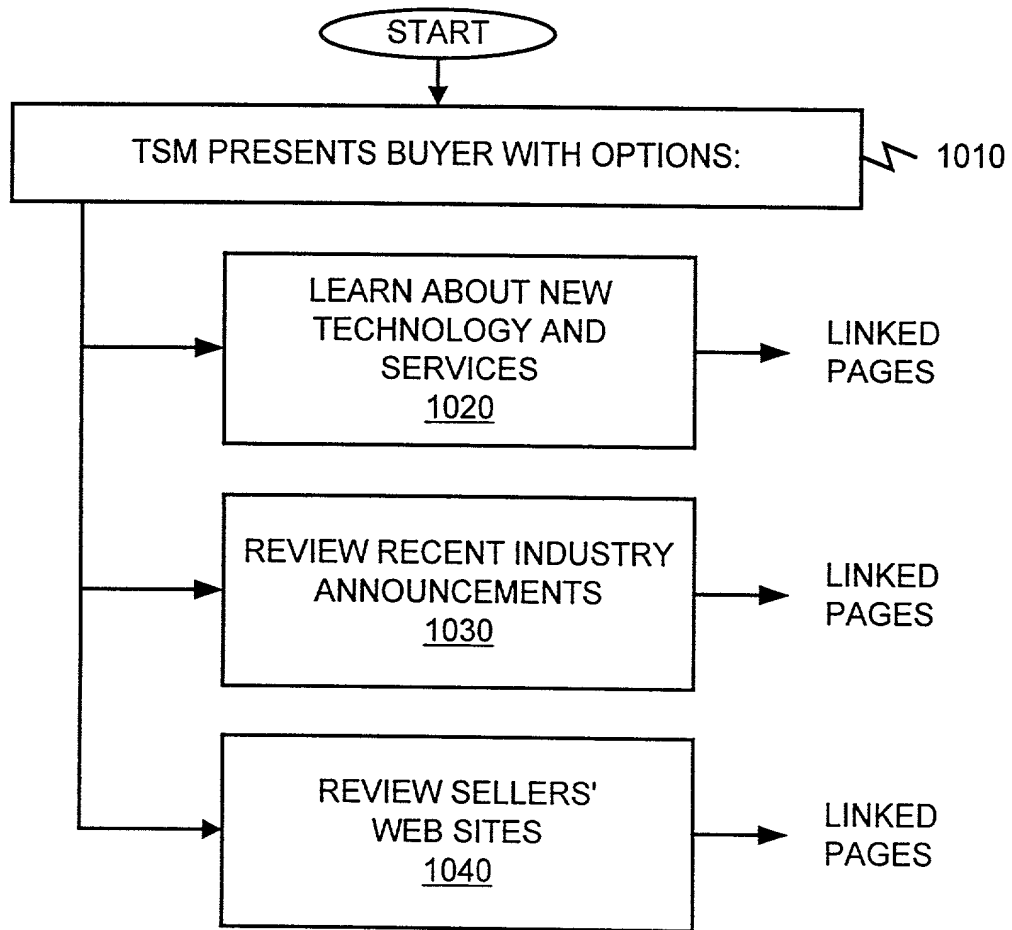 START
TSM PRESENTS BUYER WITH OPTIONS:
1010
LEARN ABOUT NEW
TECHNOLOGY AND
SERVICES
1020
LINKED
PAGES
REVIEW RECENT INDUSTRY
ANNOUNCEMENTS
1030
LINKED
PAGES
REVIEW SELLERS'
WEB SITES
1040
LINKED
PAGES